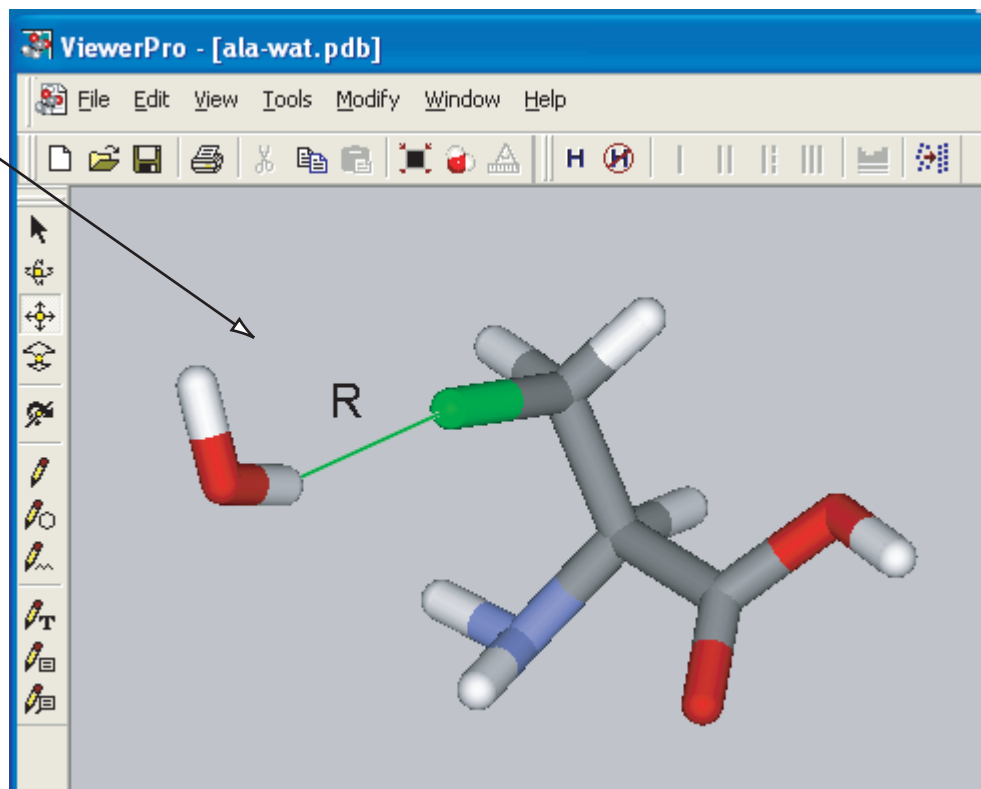 ViewerPro - [ala-wat.pdb]
File Edit View Tools Modify Window Help
H H
R
T